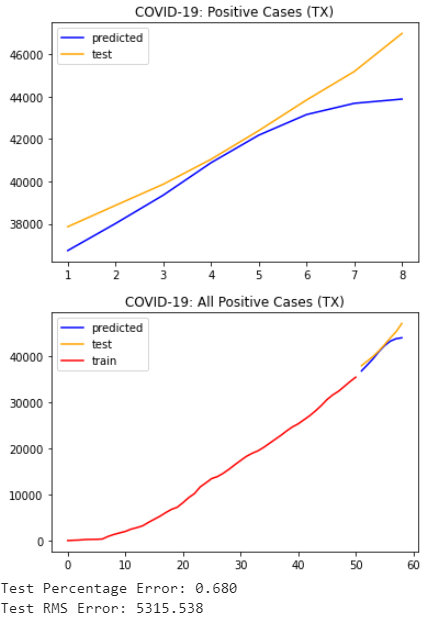 COVID-19: Positive Cases (TX)
predicted
test
46000
44000
42000
40000
38000
1 2 3 4 5 6 7 8
COVID-19: All Positive Cases (TX)
predicted
test
train
40000
30000
20000
10000
0
0 10 20 30 40 50 60
Test Percentage Error: 0.680
Test RMS Error: 5315.538